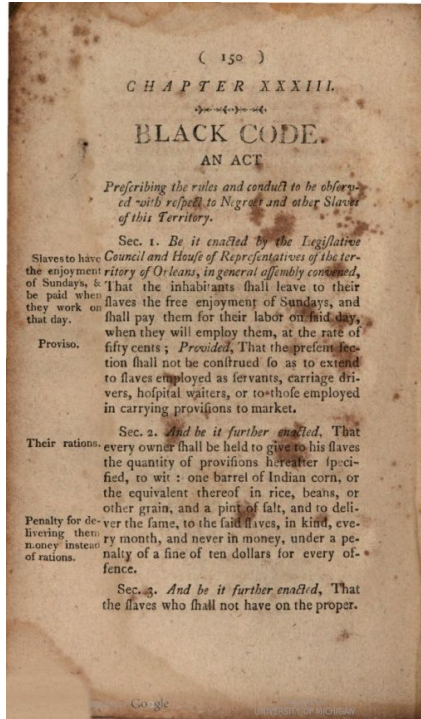 ( 150 )
CHAPTER XXXIII.
BLACK CODE.
AN ACT
Preſcribing the rules and conduct to be obſerv-
ed with reſpect to Negroes and other Slaves
of this Territory.
Sec. 1. Be it enacted by the Legiſlative
Slaves to have
the enjoyment
of Sundays, &
be paid when
they work on
that day.
Council and Houſe of Repreſentatives of the ter-
ritory of Orleans, in general aſſembly convened,
That the inhabitants ſhall leave to their
ſlaves the free enjoyment of Sundays, and
ſhall pay them for their labor on ſaid day,
when they will employ them, at the rate of
Proviso.
fifty cents ; Provided, That the preſent ſec-
tion ſhall not be conſtrued ſo as to extend
to ſlaves employed as ſervants, carriage dri-
vers, hoſpital waiters, or to thoſe employed
in carrying proviſions to market.
Sec. 2. And be it further enacted, That
Their rations.
every owner ſhall be held to give to his ſlaves
the quantity of proviſions hereafter ſpeci-
fied, to wit : one barrel of Indian corn, or
the equivalent thereof in rice, beans, or
other grain, and a pint of ſalt, and to deli-
Penalty for de-
livering them
money instead
of rations.
ver the ſame, to the ſaid ſlaves, in kind, eve-
ry month, and never in money, under a pe-
nalty of a fine of ten dollars for every of-
fence.
Sec. 3. And be it further enacted, That
the ſlaves who ſhall not have on the proper.
Google
UNIVERSITY OF MICHIGAN